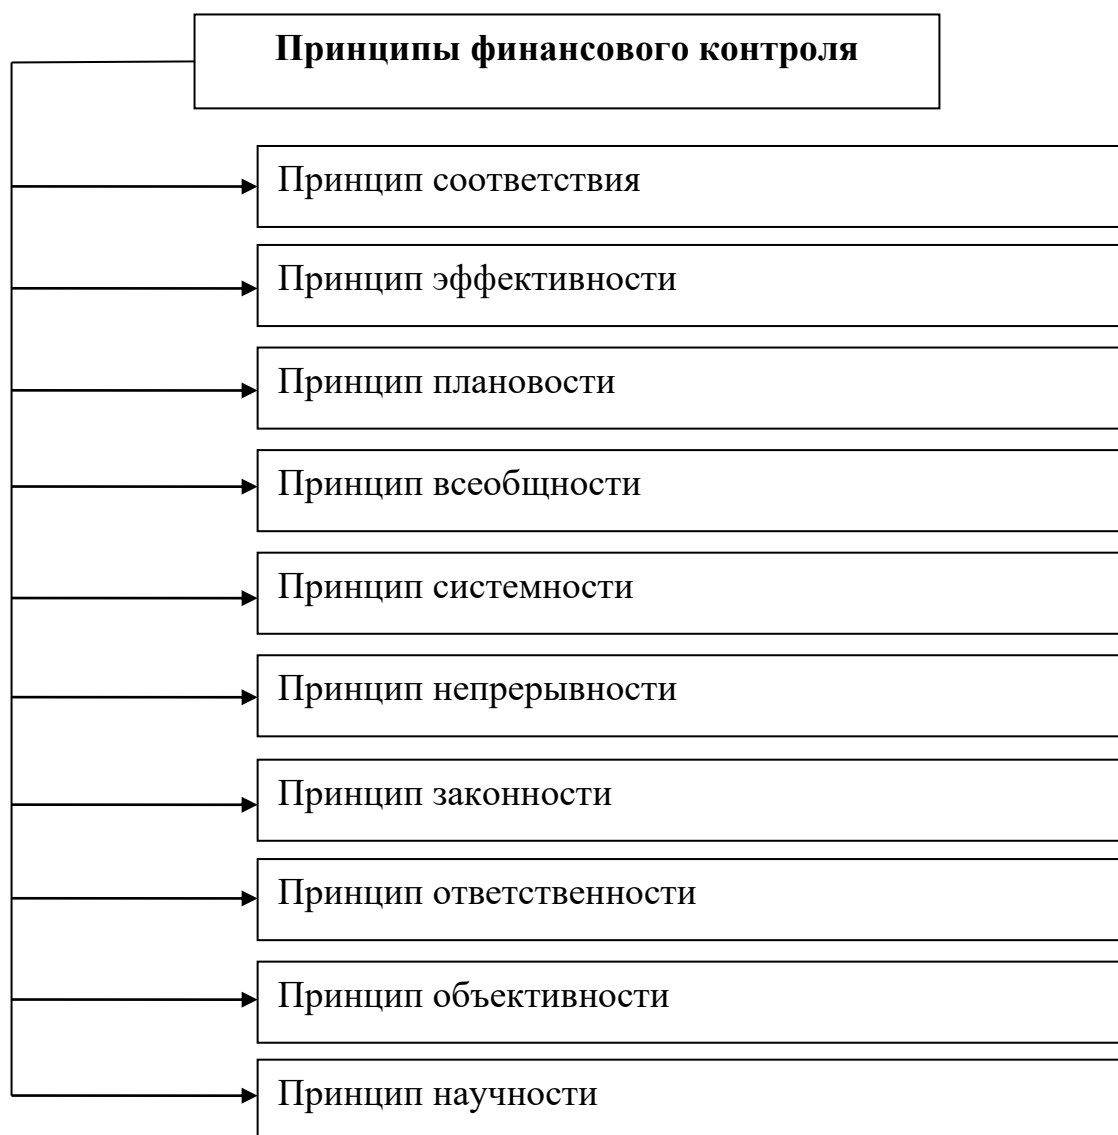 Принципы финансового контроля
Принцип соответствия
Принцип эффективности
Принцип плановости
Принцип всеобщности
Принцип системности
Принцип непрерывности
Принцип законности
Принцип ответственности
Принцип объективности
Принцип научности